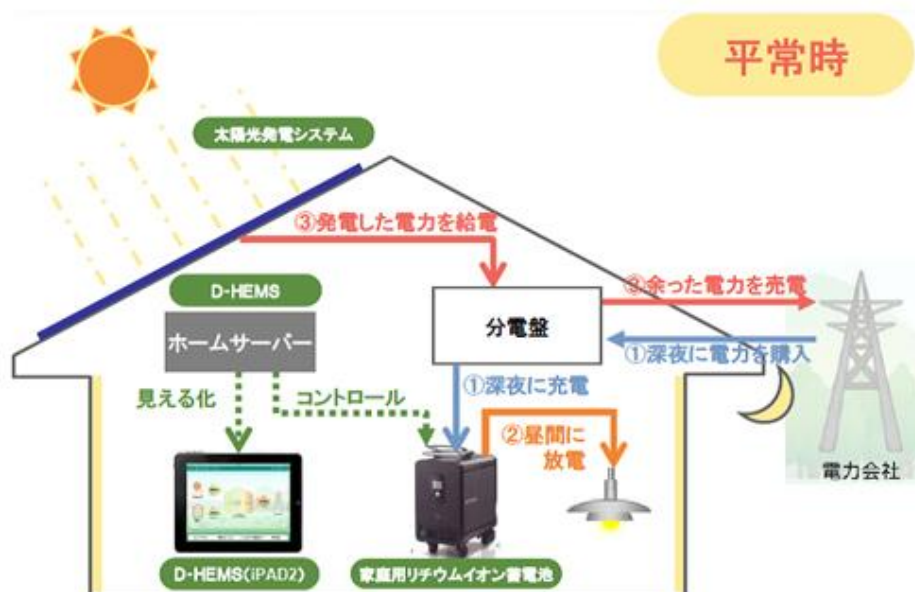 平常時
太陽光発電システム
③発電した電力を給電
D-HEMS
ホームサーバー
分電盤
③余った電力を売電
①深夜に電力を購入
見える化
コントロール
①深夜に充電
②昼間に
放電
電力会社
D-HEMS(iPAD2)
家庭用リチウムイオン蓄電池